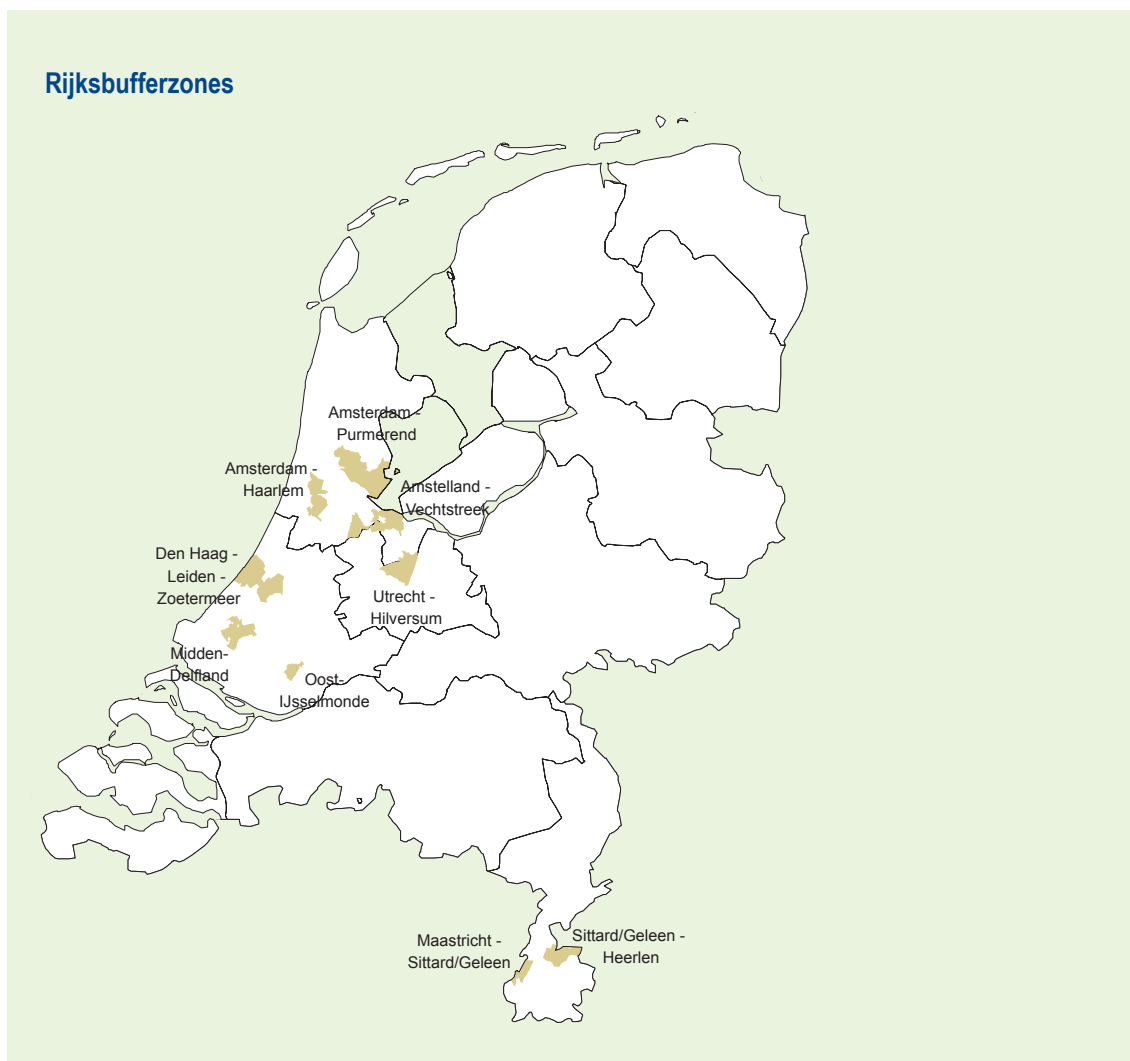 Rijksbufferzones
Amsterdam -
Purmerend
Amsterdam -
Haarlem
Amstelland -
Vechtstreek
Den Haag -
Leiden -
Zoetermeer
Utrecht -
Hilversum
Midden-
Delfland
Oost-
IJsselmonde
Maastricht -
Sittard/Geleen
Sittard/Geleen -
Heerlen